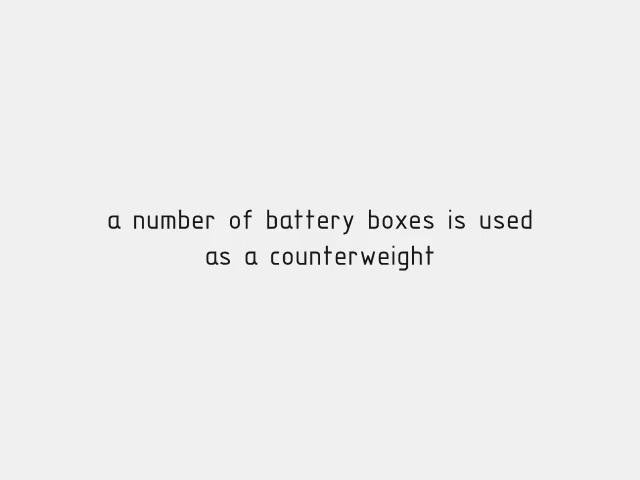 a number of battery boxes is used
as a counterweight